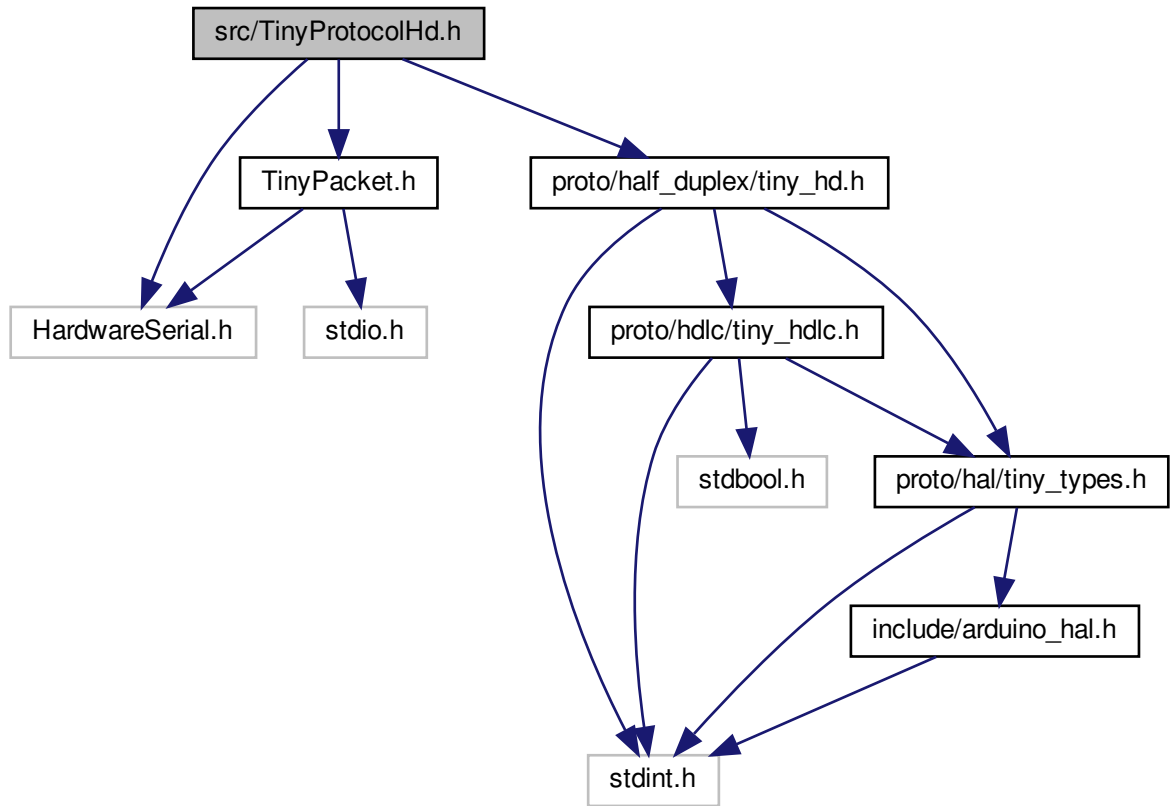 src/TinyProtocolHd.h
TinyPacket.h
proto/half_duplex/tiny_hd.h
HardwareSerial.h
stdio.h
proto/hdlc/tiny_hdlc.h
stdbool.h
proto/hal/tiny_types.h
include/arduino_hal.h
stdint.h